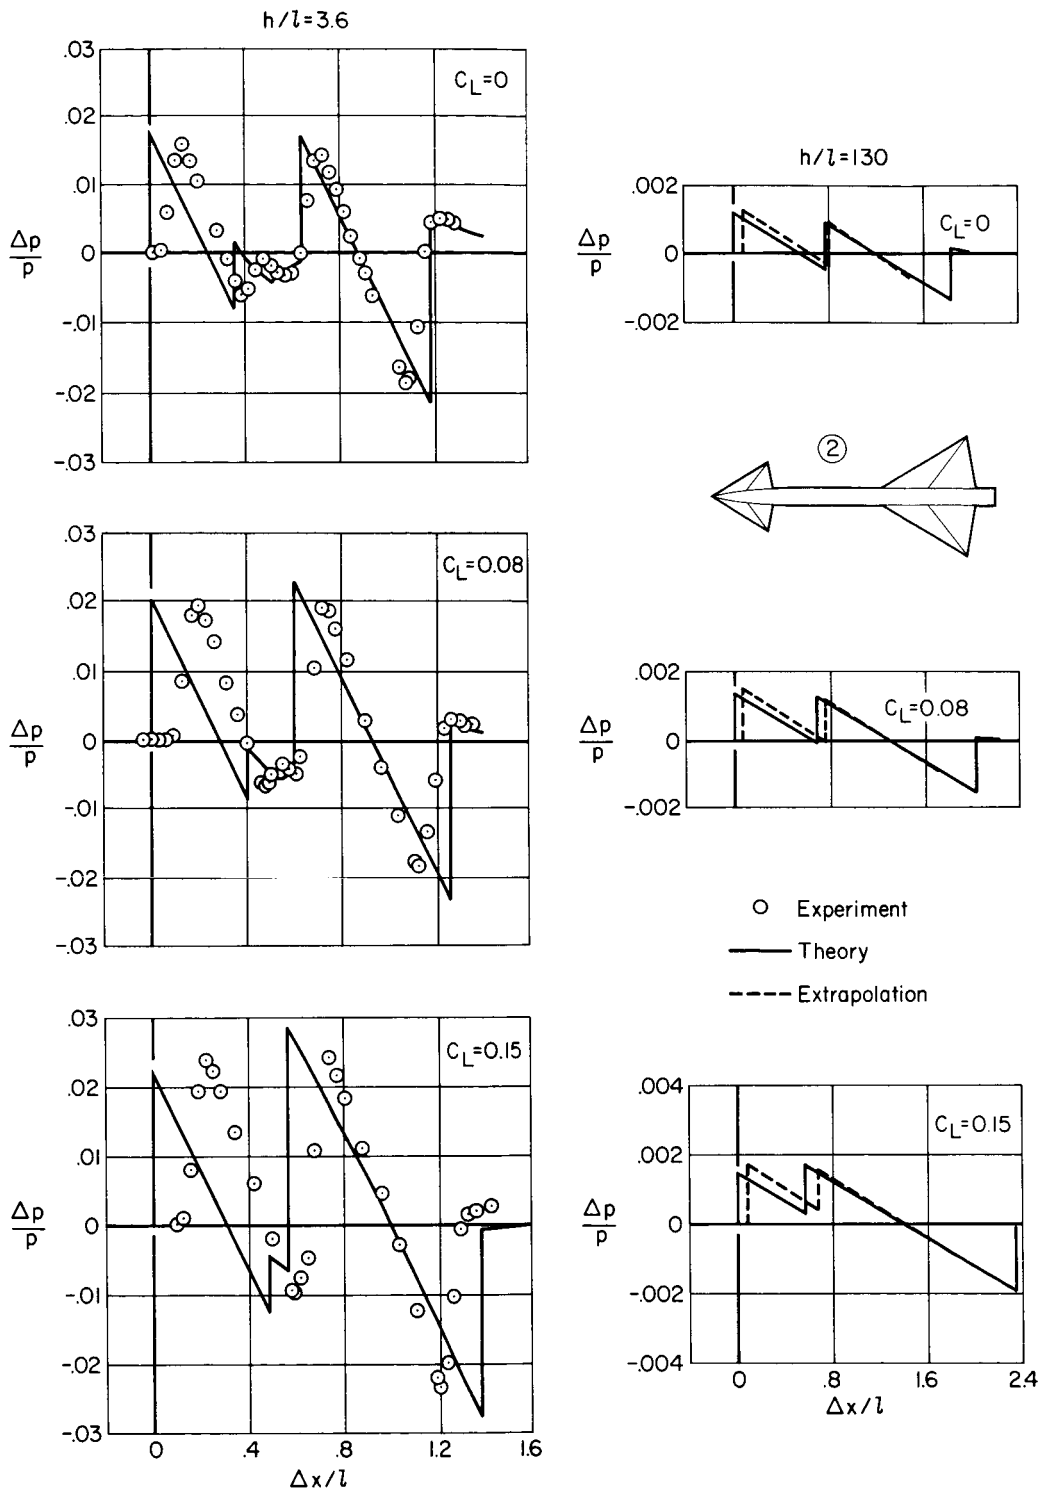 h/l=3.6
.03
.02
.01
0
-.01
-.02
-.03
Δp
p
C_L=0
h/l=130
.002
0
-.002
Δp
p
C_L=0
2
.03
.02
.01
0
-.01
-.02
-.03
Δp
p
C_L=0.08
.002
0
-.002
Δp
p
C_L=0.08
Experiment
Theory
Extrapolation
.03
.02
.01
0
-.01
-.02
-.03
Δp
p
C_L=0.15
0 .4 .8 1.2 1.6
Δx/l
.004
.002
0
-.002
-.004
Δp
p
C_L=0.15
0 .8 1.6 2.4
Δx/l